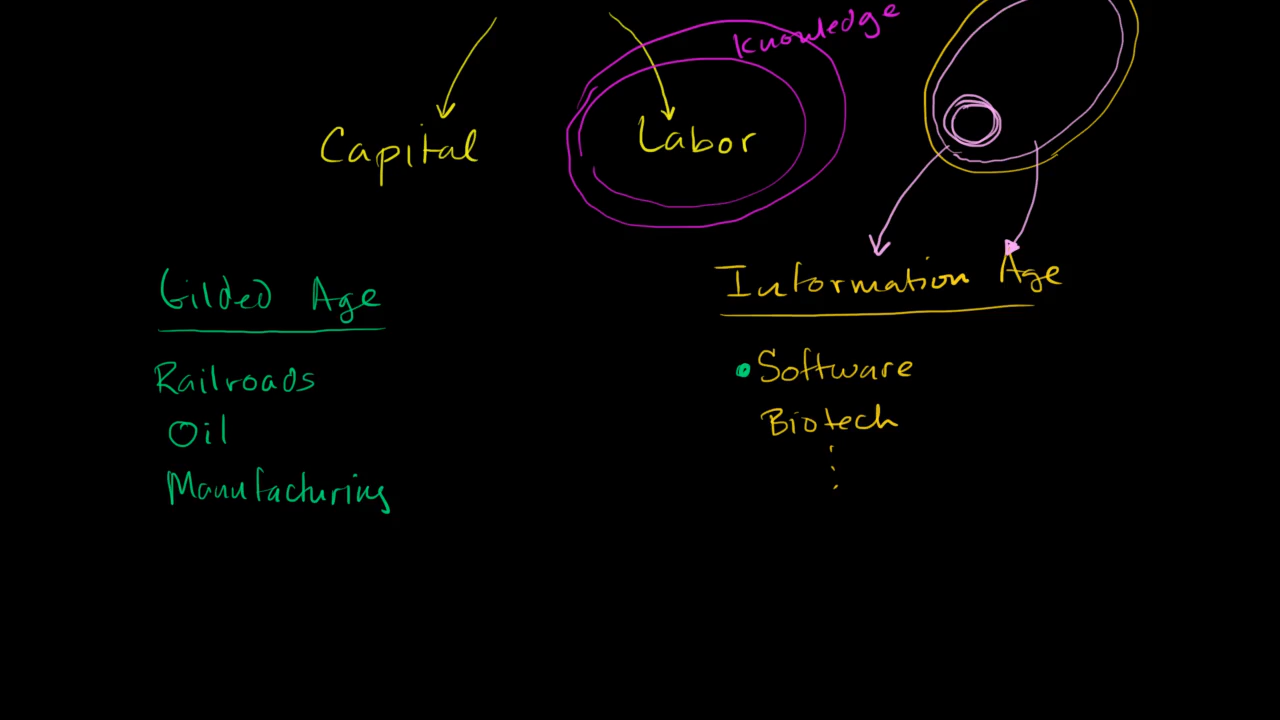 Knowledge
Capital
Labor
Gilded Age
Railroads
Oil
Manufacturing
Information Age
• Software
Biotech